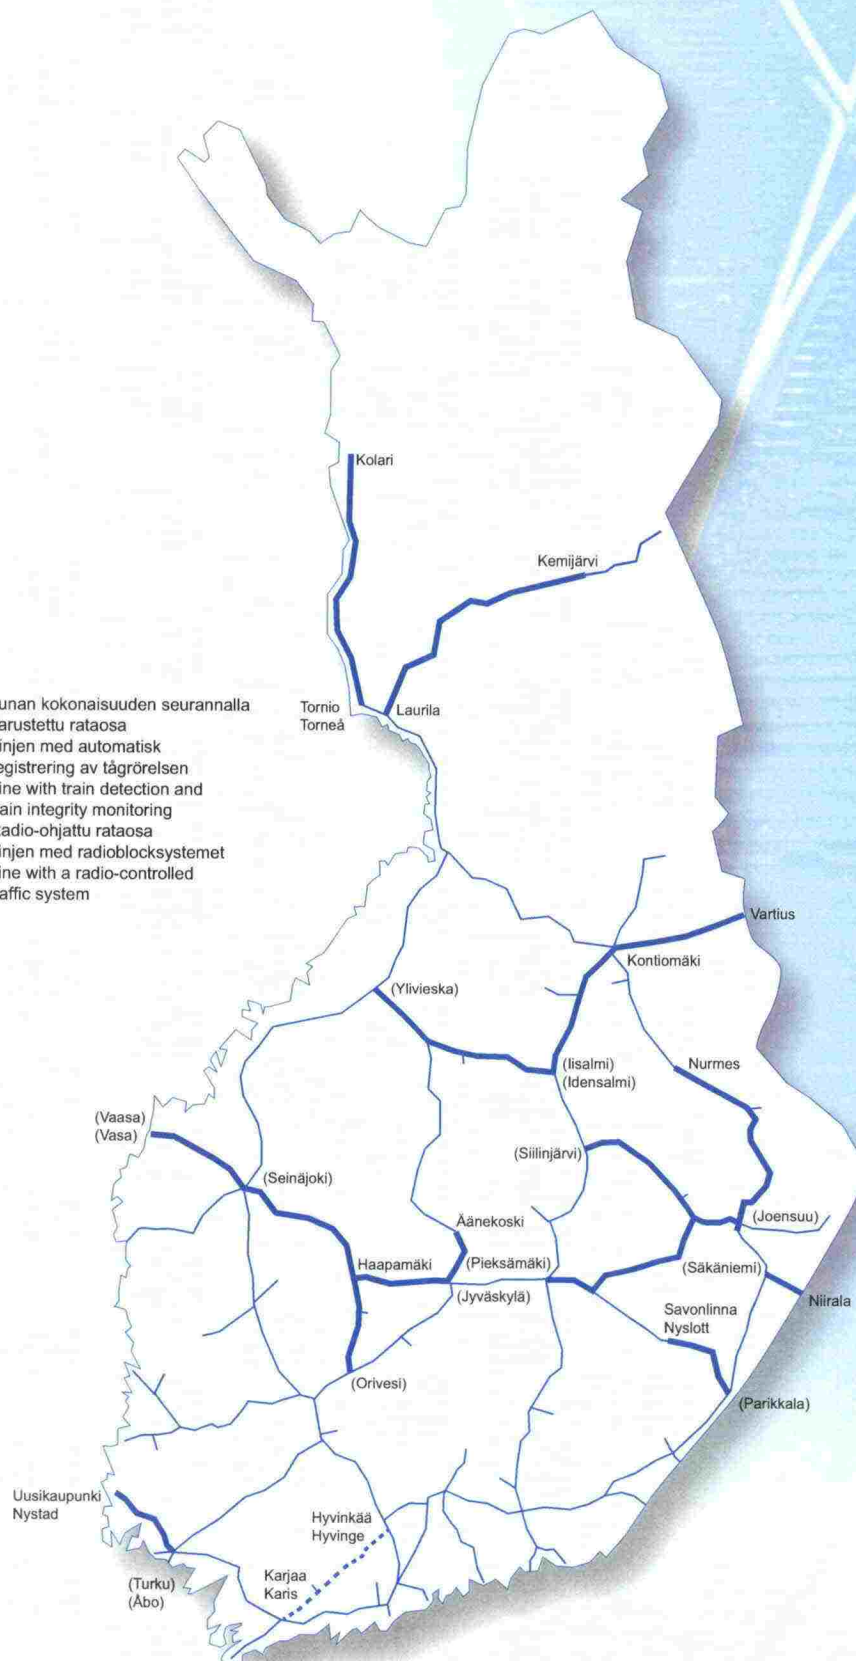 Kolari
Kemijärvi
unan kokonaisuuden seurannalla
arustettu rataosa
injen med automatisk
egistrering av tågrörelsen
ine with train detection and
ain integrity monitoring
adio-ohjattu rataosa
injen med radioblocksystemet
ine with a radio-controlled
affic system
Tornio
Torneå
Laurila
Vartius
Kontiomäki
(Ylivieska)
(Iisalmi)
(Idensalmi)
Nurmes
(Vaasa)
(Vasa)
(Siilinjärvi)
(Seinäjoki)
(Joensuu)
Äänekoski
Haapamäki
(Pieksämäki)
(Säkäniemi)
(Jyväskylä)
Niirala
Savonlinna
Nyslott
(Orivesi)
(Parikkala)
Uusikaupunki
Nystad
Hyvinkää
Hyvinge
Karjaa
Karis
(Turku)
(Åbo)